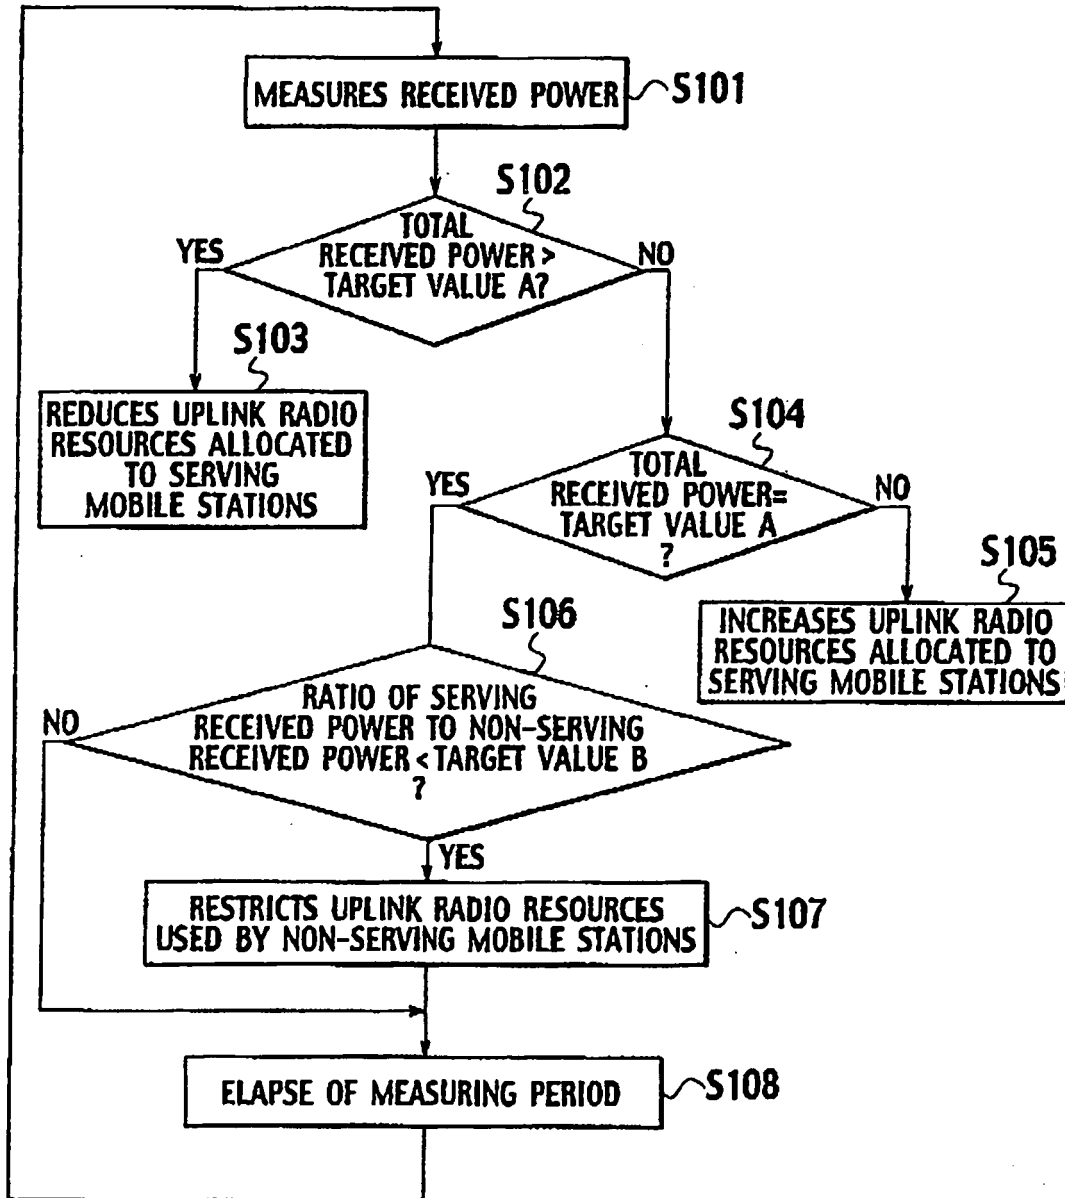 MEASURES RECEIVED POWER
S101
S102
TOTAL
RECEIVED POWER>
TARGET VALUE A?
YES
NO
S103
REDUCES UPLINK RADIO
RESOURCES ALLOCATED
TO SERVING
MOBILE STATIONS
S104
TOTAL
RECEIVED POWER=
TARGET VALUE A
?
YES
NO
S105
INCREASES UPLINK RADIO
RESOURCES ALLOCATED TO
SERVING MOBILE STATIONS
S106
RATIO OF SERVING
RECEIVED POWER TO NON-SERVING
RECEIVED POWER<TARGET VALUE B
?
NO
YES
RESTRICTS UPLINK RADIO RESOURCES
USED BY NON-SERVING MOBILE STATIONS
S107
ELAPSE OF MEASURING PERIOD
S108